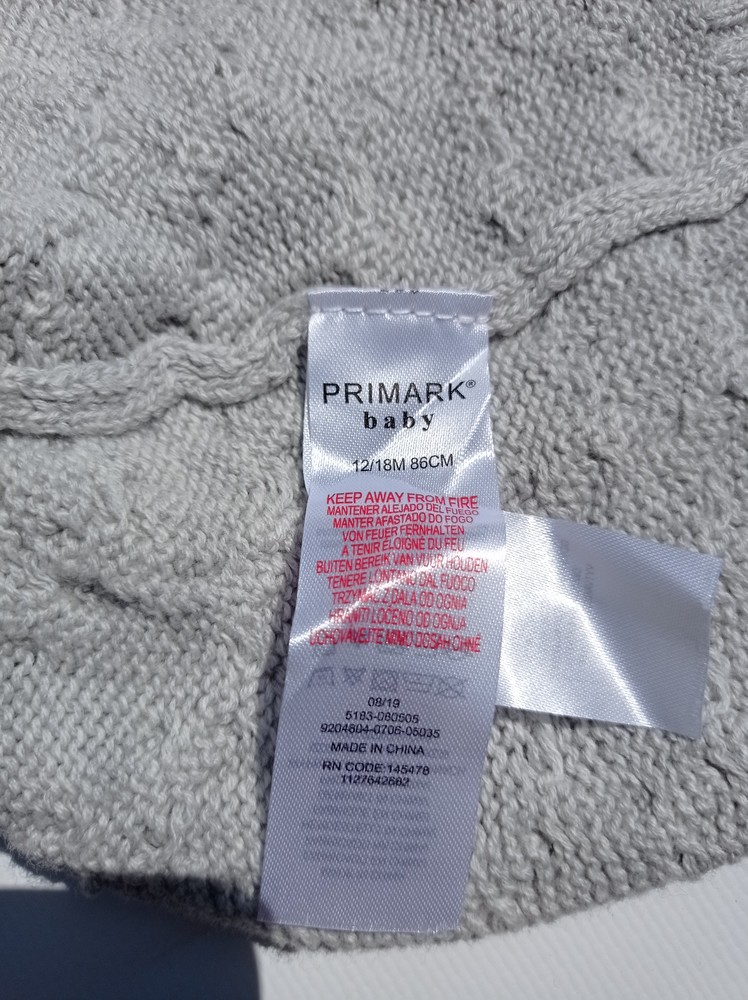 PRIMARK®
baby
12/18M 86CM
KEEP AWAY FROM FIRE
MANTENER ALEJADO DEL FUEGO
MANTER AFASTADO DO FOGO
VON FEUER FERNHALTEN
A TENIR ÉLOIGNÉ DU FEU
BUITEN BEREIK VAN VUUR HOUDEN
TENERE LONTANO DAL FUOCO
TRZYMAĆ Z DALA OD OGNIA
HRANITI LOČENO OD OGNJA
UCHOVÁVEJTE MIMO DOSAH OHNĚ
08/19
5183-080505
9204804-0706-05035
MADE IN CHINA
RN CODE:145478
1127642682